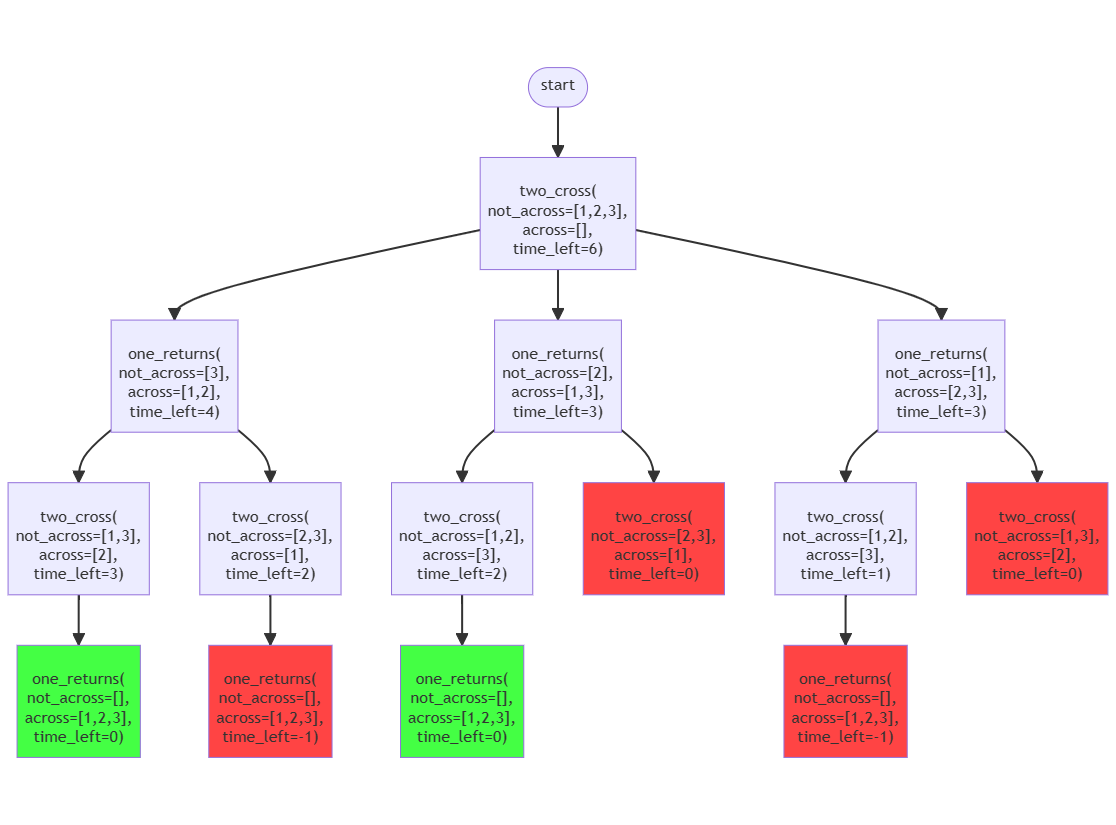 start
two_cross(
not_across=[1,2,3],
across=[],
time_left=6)
one_returns(
not_across=[3],
across=[1,2],
time_left=4)
one_returns(
not_across=[2],
across=[1,3],
time_left=3)
one_returns(
not_across=[1],
across=[2,3],
time_left=3)
two_cross(
not_across=[1,3],
across=[2],
time_left=3)
two_cross(
not_across=[2,3],
across=[1],
time_left=2)
two_cross(
not_across=[1,2],
across=[3],
time_left=2)
two_cross(
not_across=[2,3],
across=[1],
time_left=0)
two_cross(
not_across=[1,2],
across=[3],
time_left=1)
two_cross(
not_across=[1,3],
across=[2],
time_left=0)
one_returns(
not_across=[],
across=[1,2,3],
time_left=0)
one_returns(
not_across=[],
across=[1,2,3],
time_left=-1)
one_returns(
not_across=[],
across=[1,2,3],
time_left=0)
one_returns(
not_across=[],
across=[1,2,3],
time_left=-1)